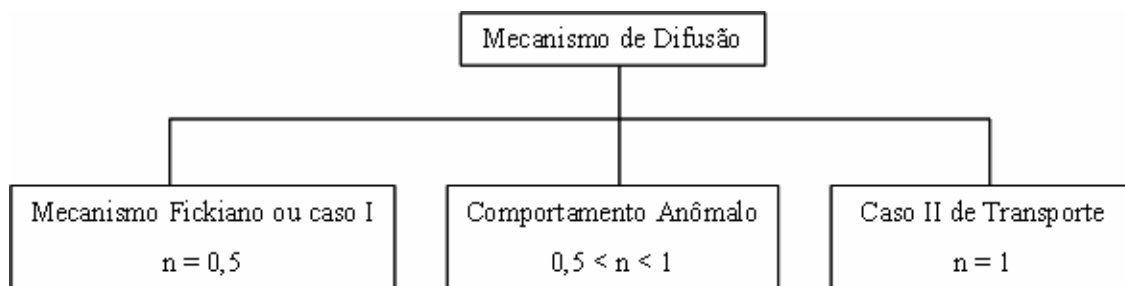 Mecanismo de Difusão
Mecanismo Fickiano ou caso I
n = 0,5
Comportamento Anômalo
0,5 < n < 1
Caso II de Transporte
n = 1